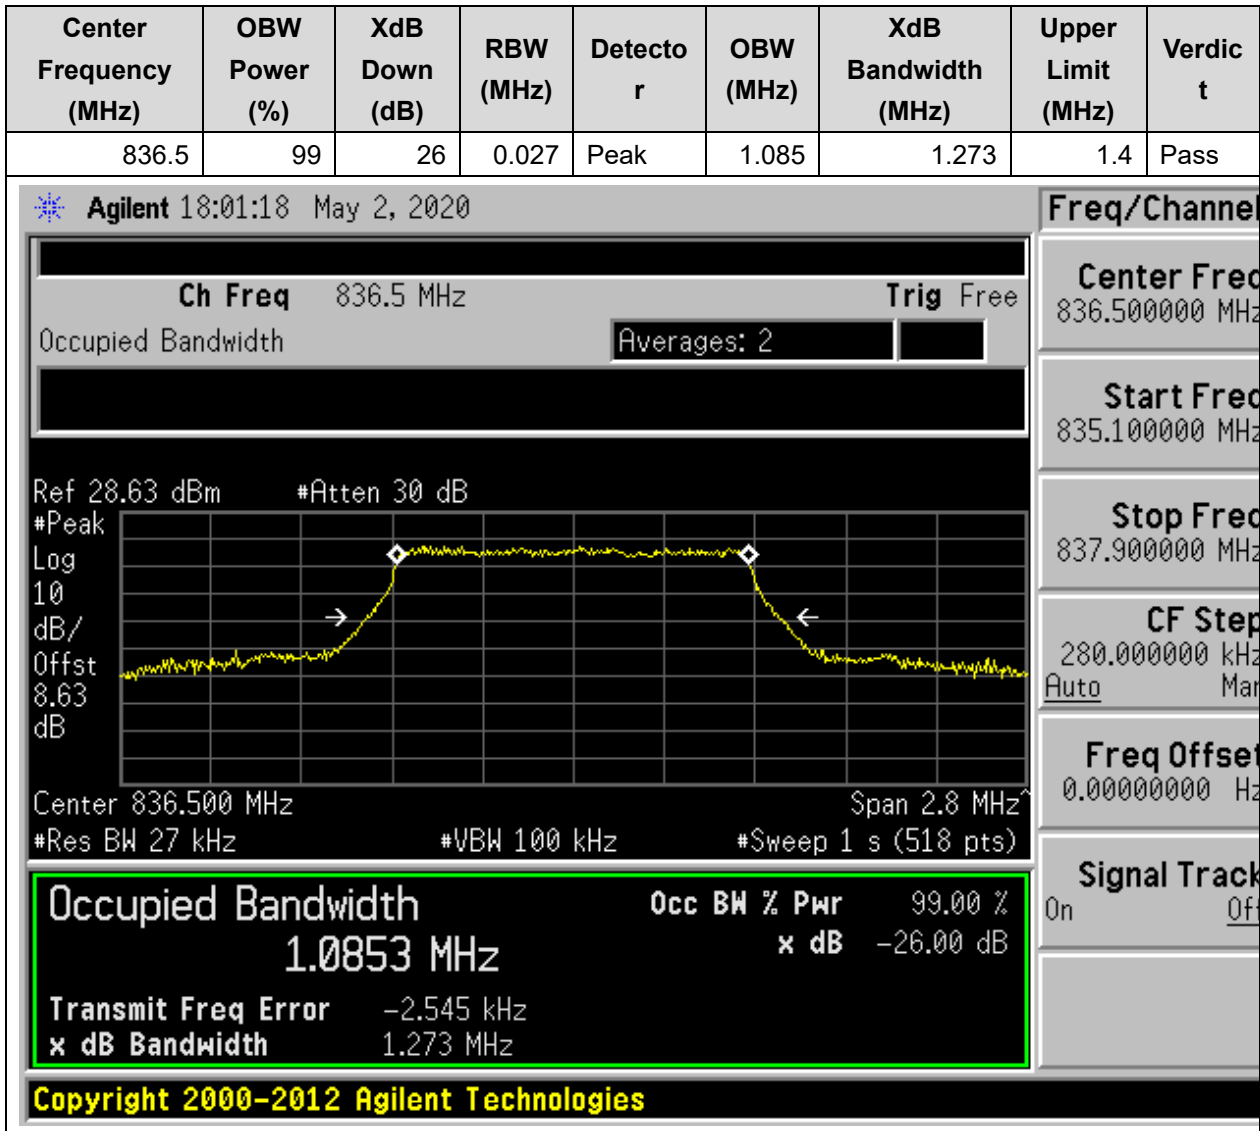 Center Frequency (MHz) OBW Power (%) XdB Down (dB) RBW (MHz) Detector OBW (MHz) XdB Bandwidth (MHz) Upper Limit (MHz) Verdict
836.5 99 26 0.027 Peak 1.085 1.273 1.4 Pass
Agilent 18:01:18 May 2, 2020
Freq/Channel
Ch Freq 836.5 MHz Trig Free
Occupied Bandwidth Averages: 2
Center Freq
836.500000 MHz
Start Freq
835.100000 MHz
Stop Freq
837.900000 MHz
CF Step
280.000000 kHz
Auto Man
Freq Offset
0.00000000 Hz
Signal Track
On Off
Ref 28.63 dBm #Atten 30 dB
#Peak
Log
10
dB/
Offst
8.63
dB
Center 836.500 MHz Span 2.8 MHz^
#Res BW 27 kHz #VBW 100 kHz #Sweep 1 s (518 pts)
Occupied Bandwidth Occ BW % Pwr 99.00 %
1.0853 MHz x dB -26.00 dB
Transmit Freq Error -2.545 kHz
x dB Bandwidth 1.273 MHz
Copyright 2000-2012 Agilent Technologies